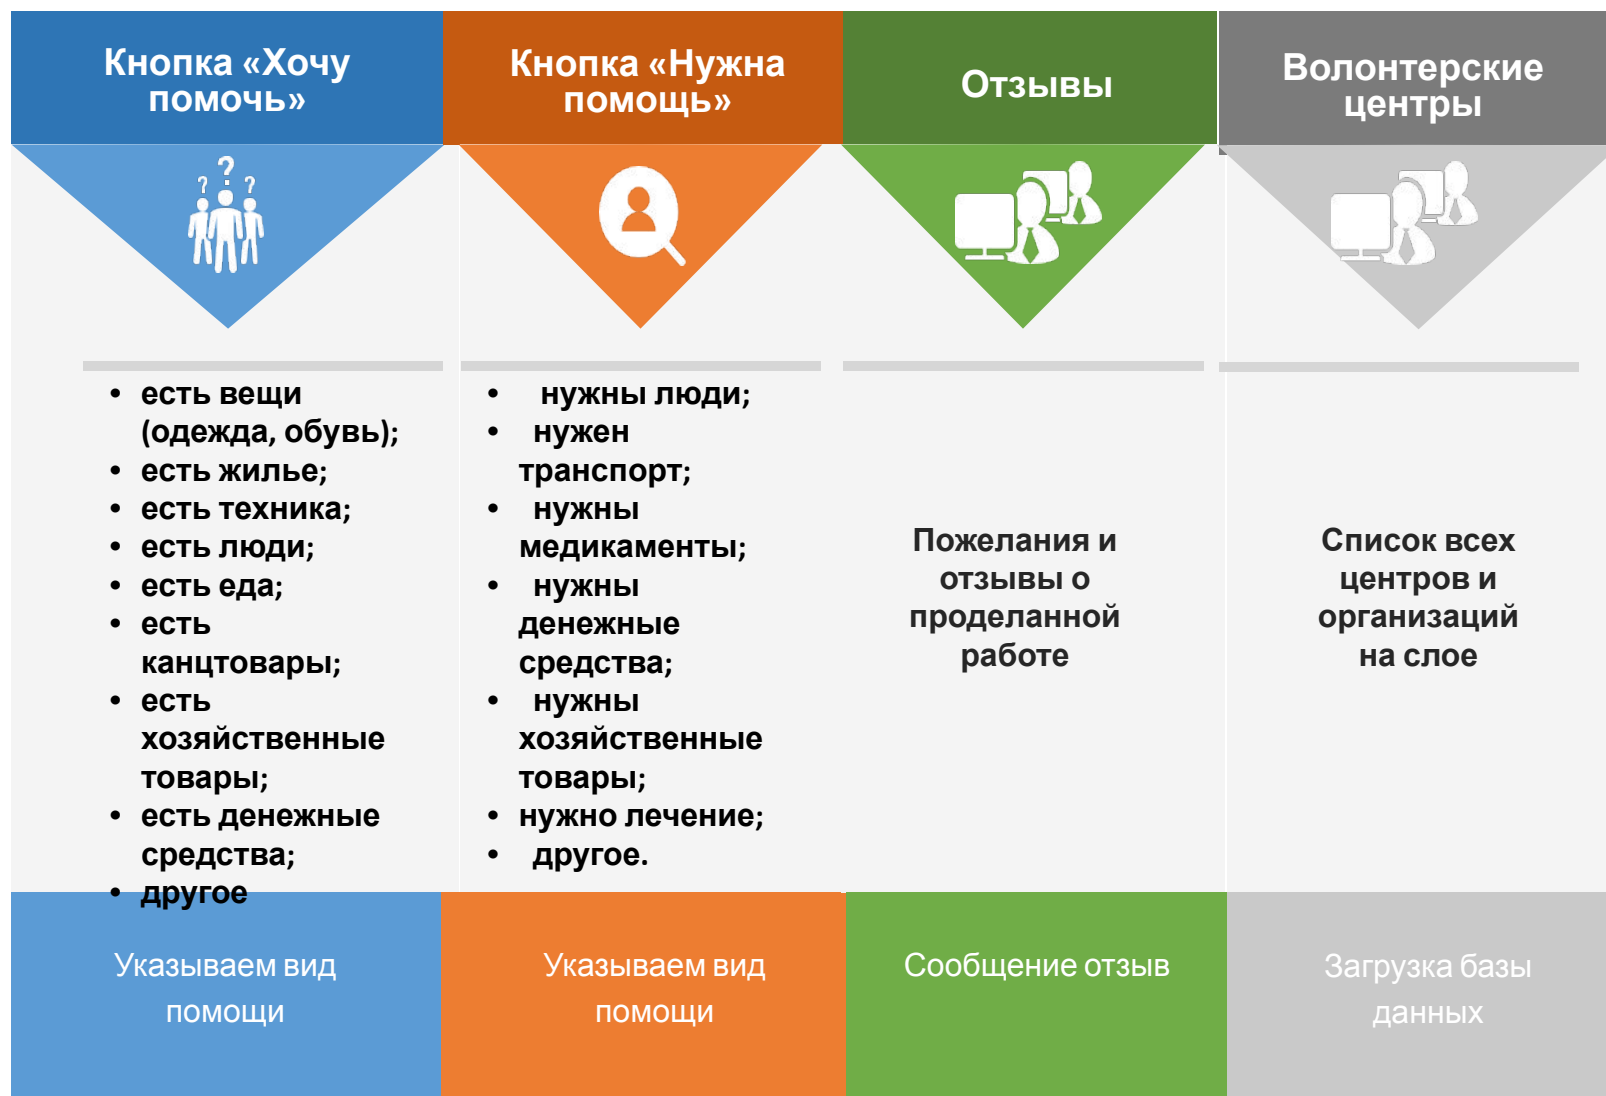 Кнопка «Хочу
помочь»
Кнопка «Нужна
помощь»
Отзывы
Волонтерские
центры
? ? ?
• есть вещи
(одежда, обувь);
• есть жилье;
• есть техника;
• есть люди;
• есть еда;
• есть
канцтовары;
• есть
хозяйственные
товары;
• есть денежные
средства;
• другое
• нужны люди;
• нужен
транспорт;
• нужны
медикаменты;
• нужны
денежные
средства;
• нужны
хозяйственные
товары;
• нужно лечение;
• другое.
Пожелания и
отзывы о
проделанной
работе
Список всех
центров и
организаций
на слое
Указываем вид
помощи
Указываем вид
помощи
Сообщение отзыв
Загрузка базы
данных